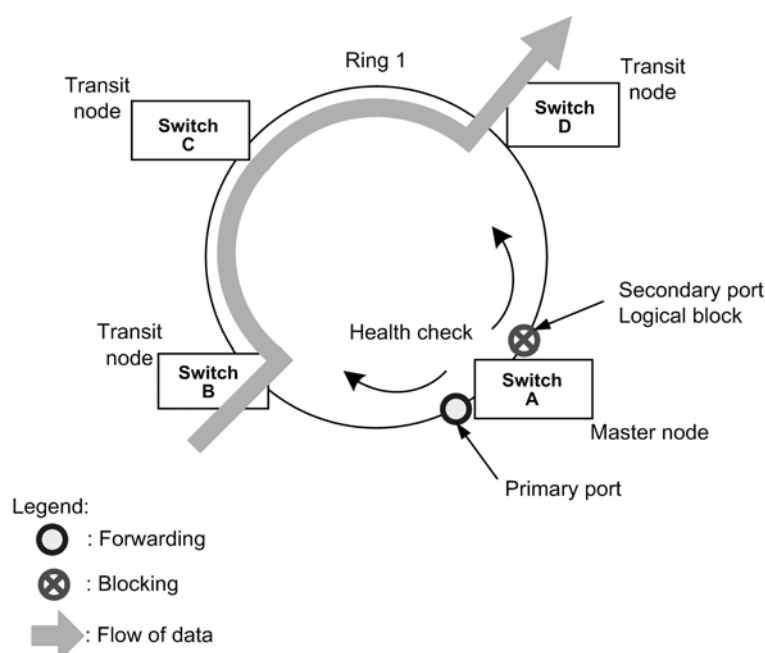 Ring 1
Transit
node
Switch
C
Transit
node
Switch
D
Secondary port
Logical block
Health check
Transit
node
Switch
B
Switch
A
Master node
Primary port
Legend:
: Forwarding
: Blocking
: Flow of data